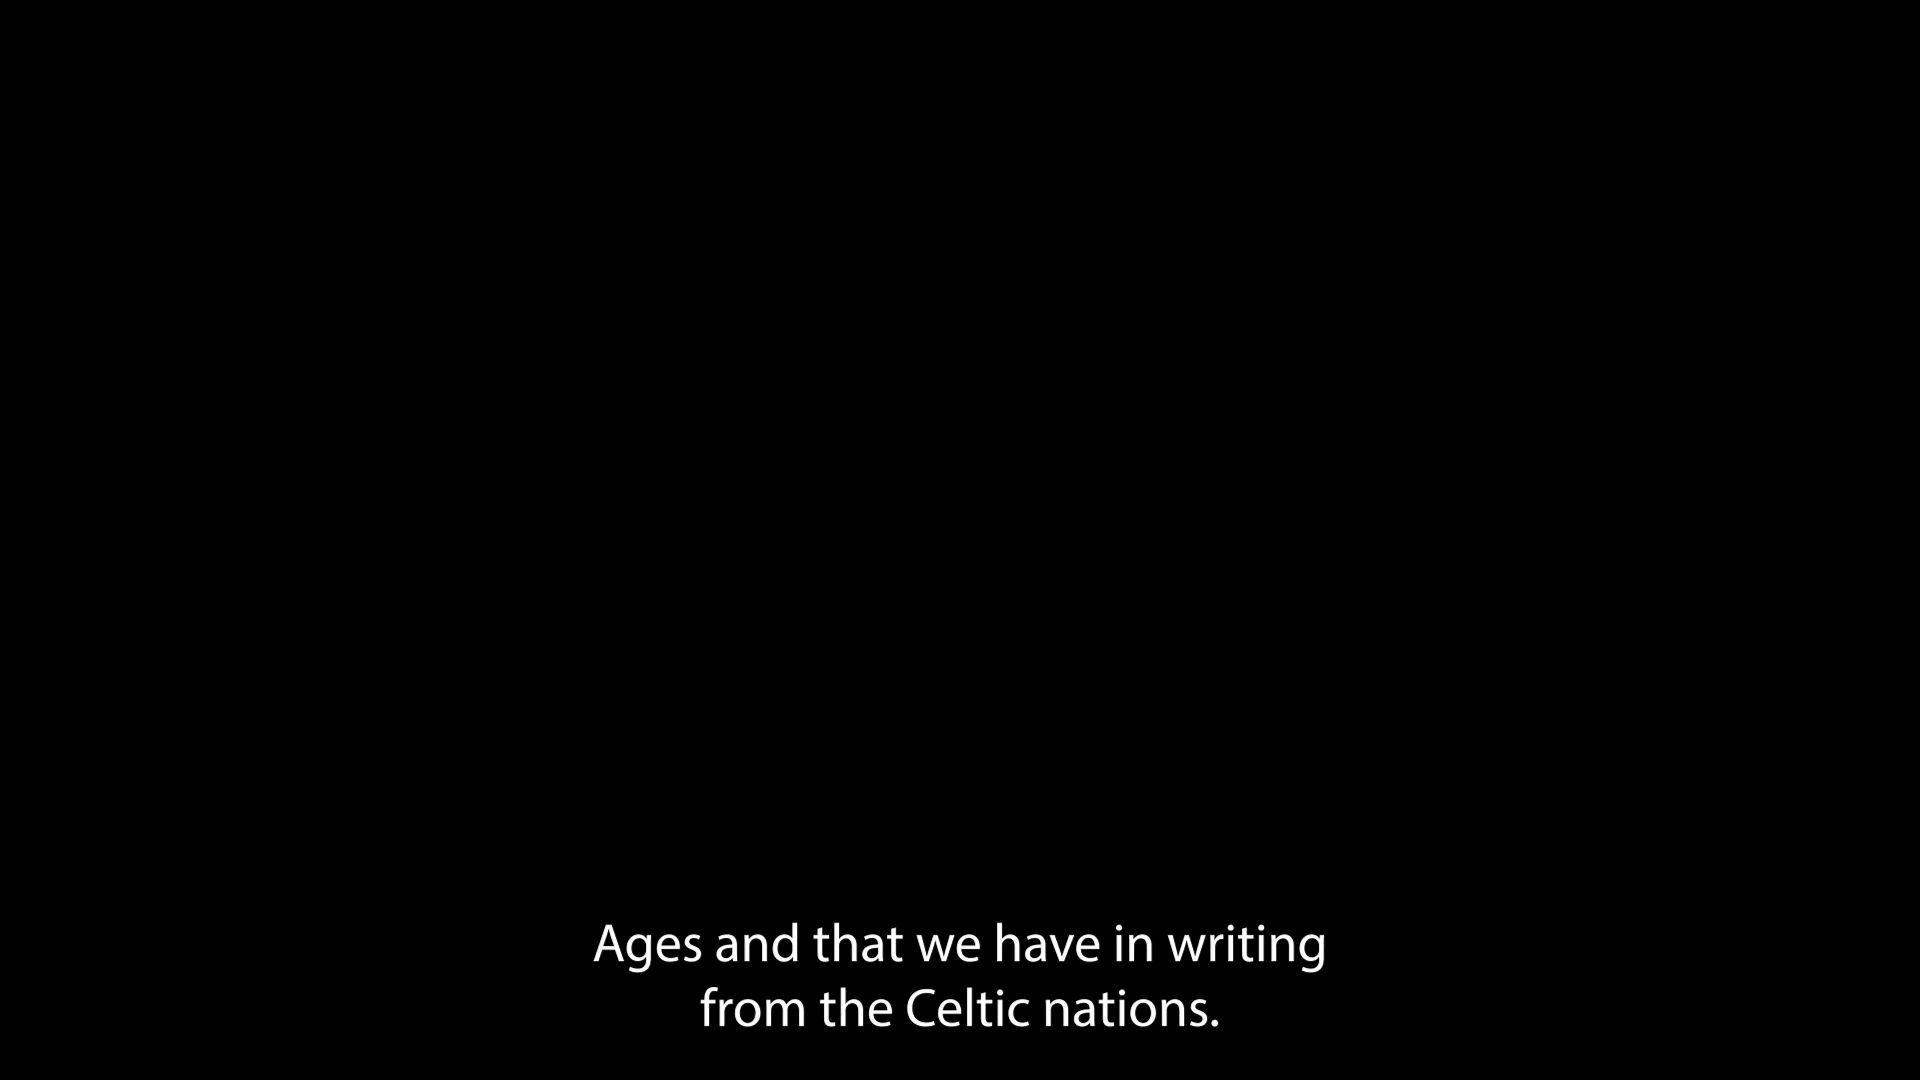 Ages and that we have in writing
from the Celtic nations.